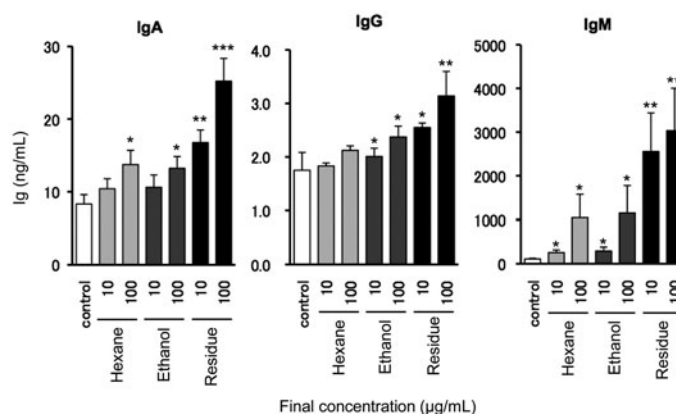 IgA
IgG
IgM
Ig (ng/mL)
30
20
10
0
*
**
***
*
*
4.0
3.0
2.0
1.0
0.0
*
*
*
**
5000
4000
3000
2000
1000
0
*
*
*
*
**
**
control
10
100
10
100
10
100
Hexane
Ethanol
Residue
control
10
100
10
100
10
100
Hexane
Ethanol
Residue
control
10
100
10
100
10
100
Hexane
Ethanol
Residue
Final concentration (µg/mL)